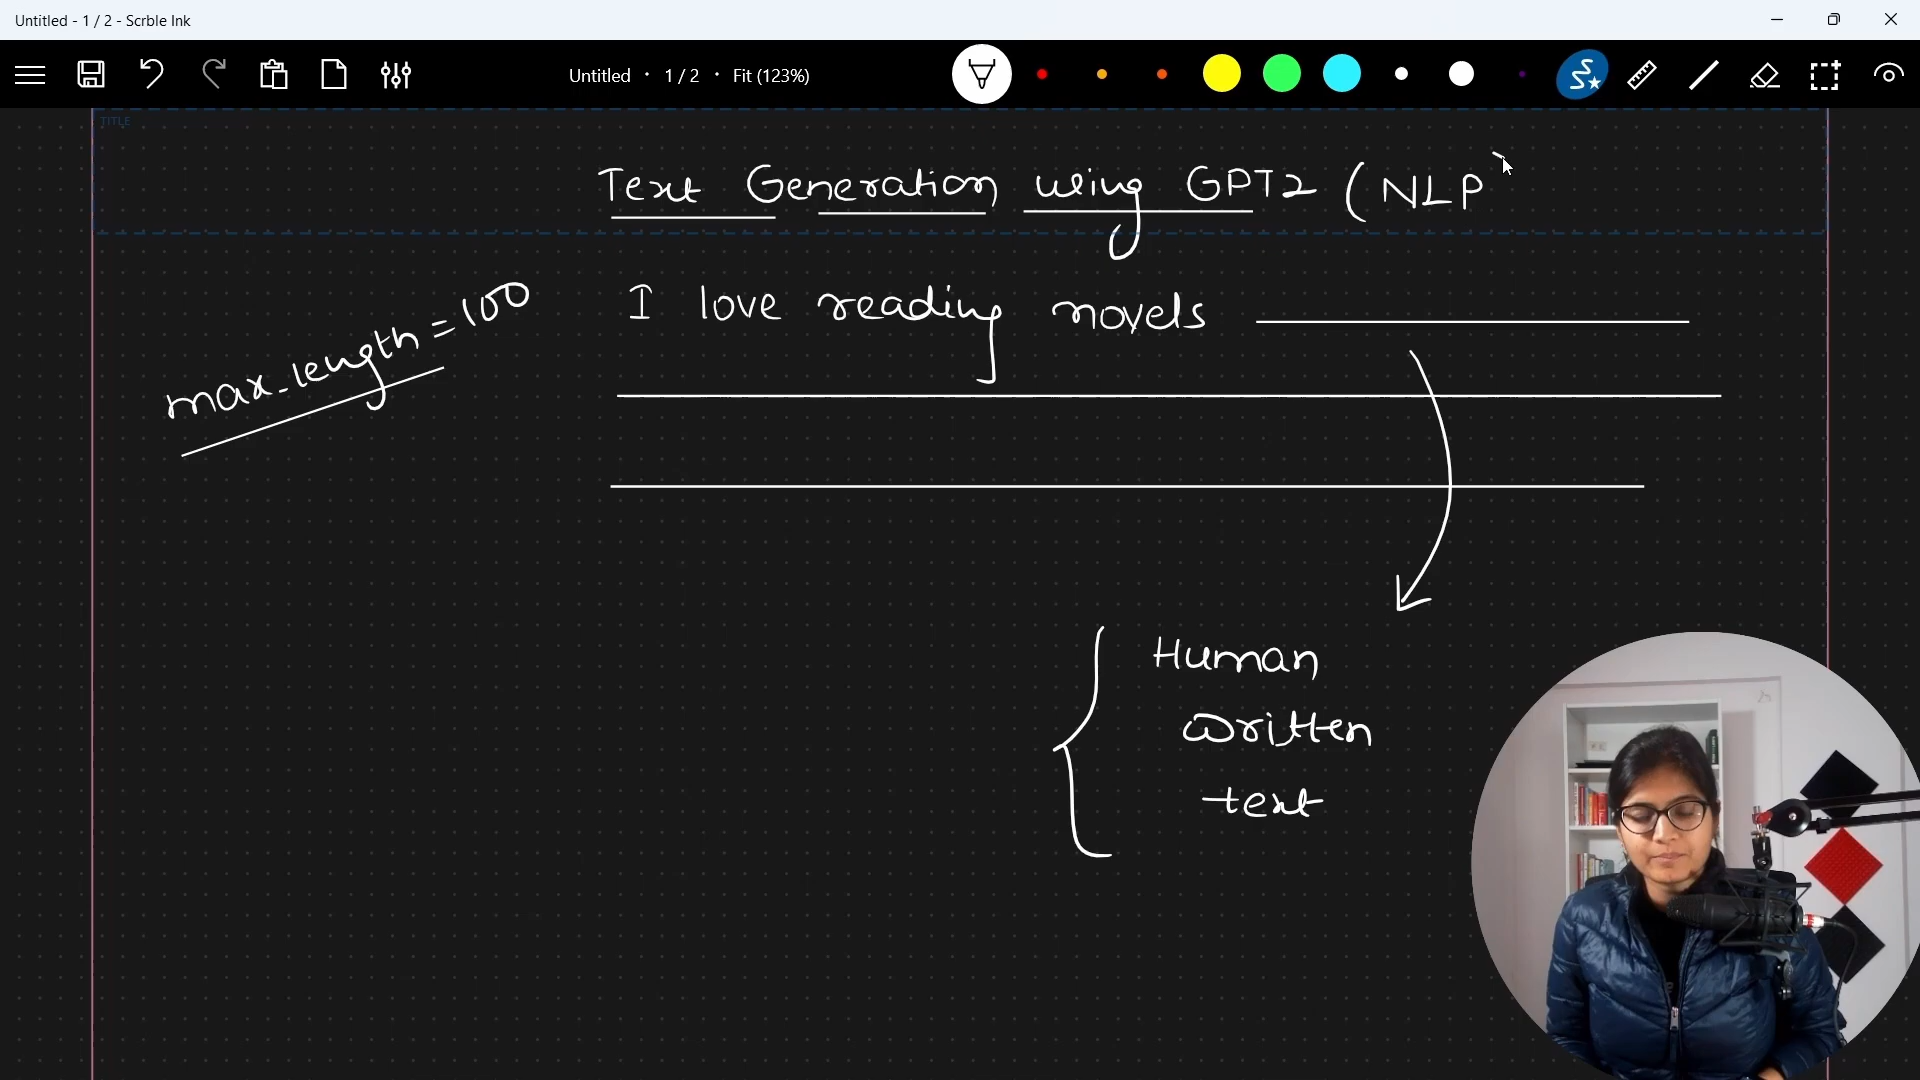 Untitled - 1 / 2 - Scrble Ink
Untitled • 1 / 2 • Fit (123%)
TITLE
Text Generation using GPT2 (NLP)
I love reading novels
max_length = 100
Human
written
text